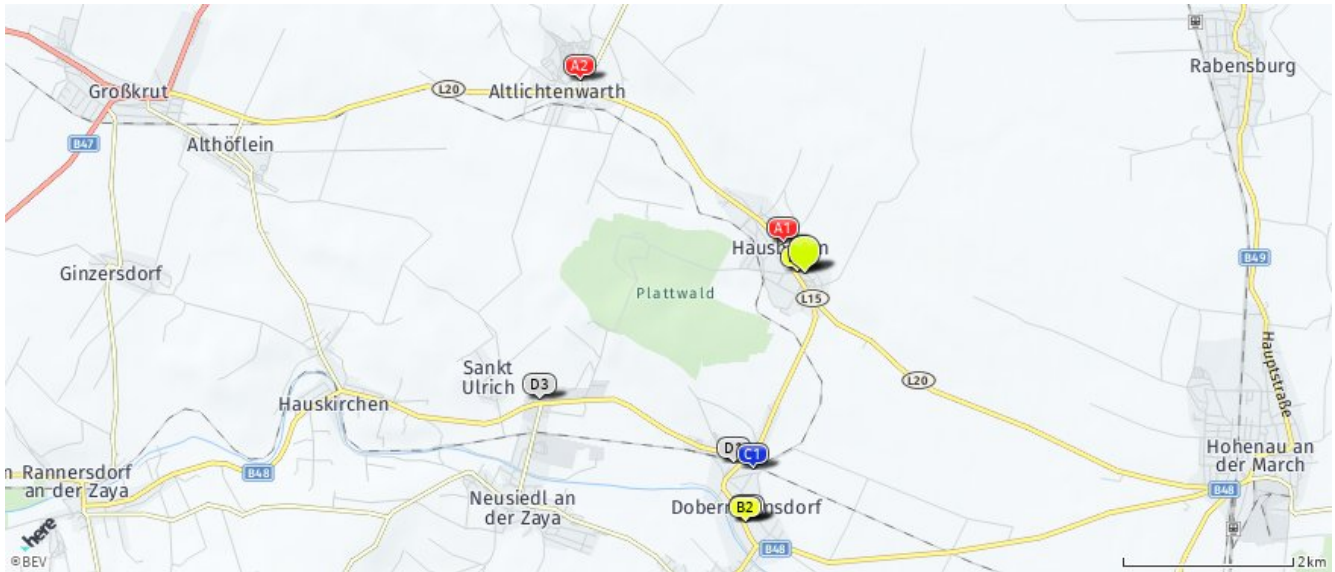 Rabensburg
A2
L20
Großkrut
Altlichtenwarth
B47
Althöflein
A1
B49
Ginzersdorf
Plattwald
L15
Hauptstraße
Sankt
Ulrich
D3
L20
Hauskirchen
C1
Hohenau an
der March
Rannersdorf
an der Zaya
B48
Neusiedl an
der Zaya
B2
B48
B48
here
©BEV
2km